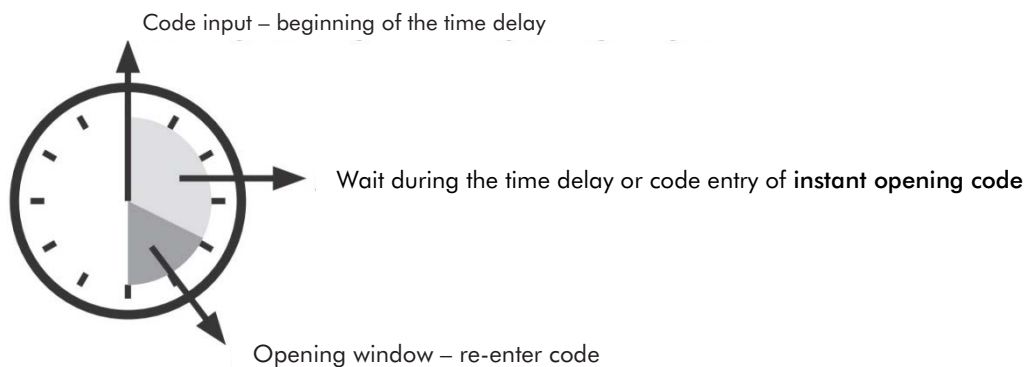 Code input – beginning of the time delay
Wait during the time delay or code entry of instant opening code
Opening window – re-enter code